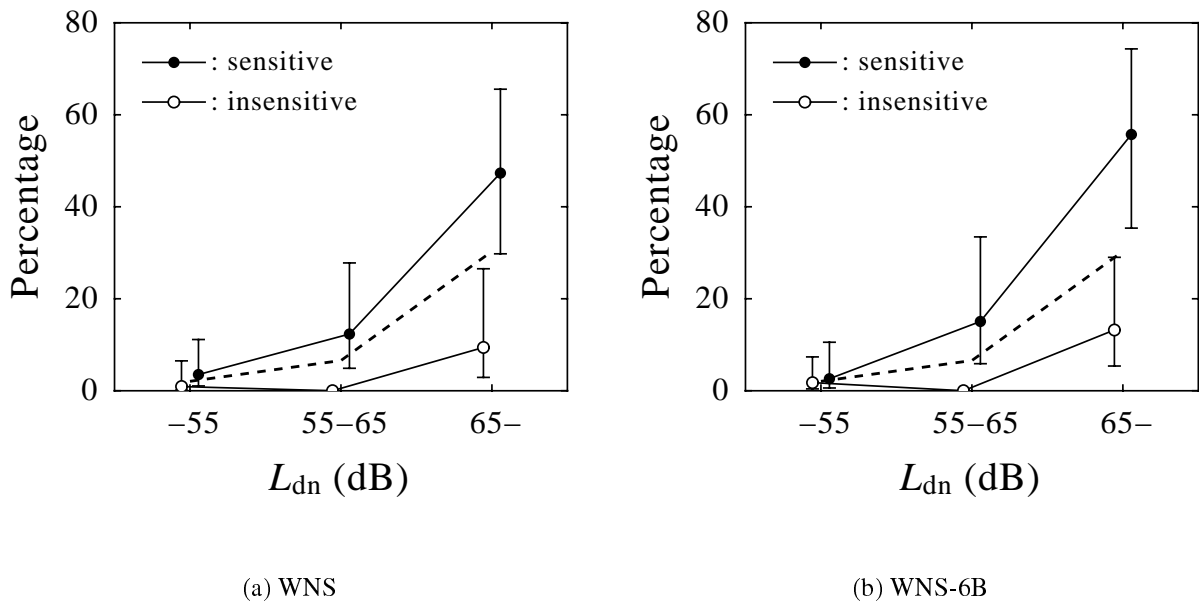 80
60
40
20
0
Percentage
: sensitive
: insensitive
–55
55–65
65–
Ldn (dB)
(a) WNS
80
60
40
20
0
Percentage
: sensitive
: insensitive
–55
55–65
65–
Ldn (dB)
(b) WNS-6B